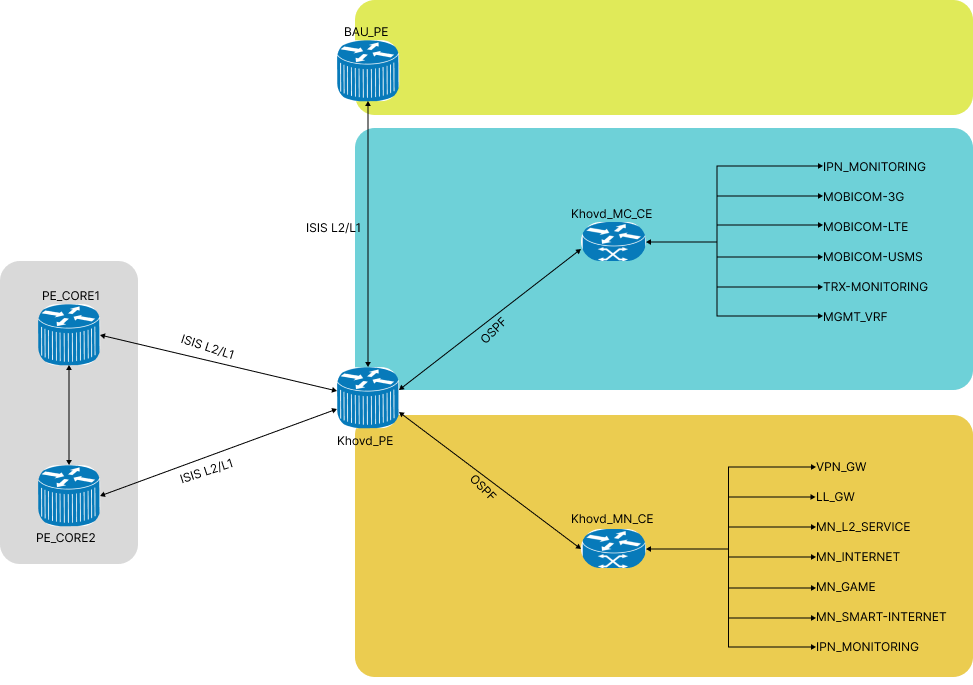 BAU_PE
ISIS L2/L1
Khovd_MC_CE
IPN_MONITORING
MOBICOM-3G
MOBICOM-LTE
MOBICOM-USMS
TRX-MONITORING
MGMT_VRF
PE_CORE1
ISIS L2/L1
OSPF
Khovd_PE
ISIS L2/L1
OSPF
PE_CORE2
Khovd_MN_CE
VPN_GW
LL_GW
MN_L2_SERVICE
MN_INTERNET
MN_GAME
MN_SMART-INTERNET
IPN_MONITORING